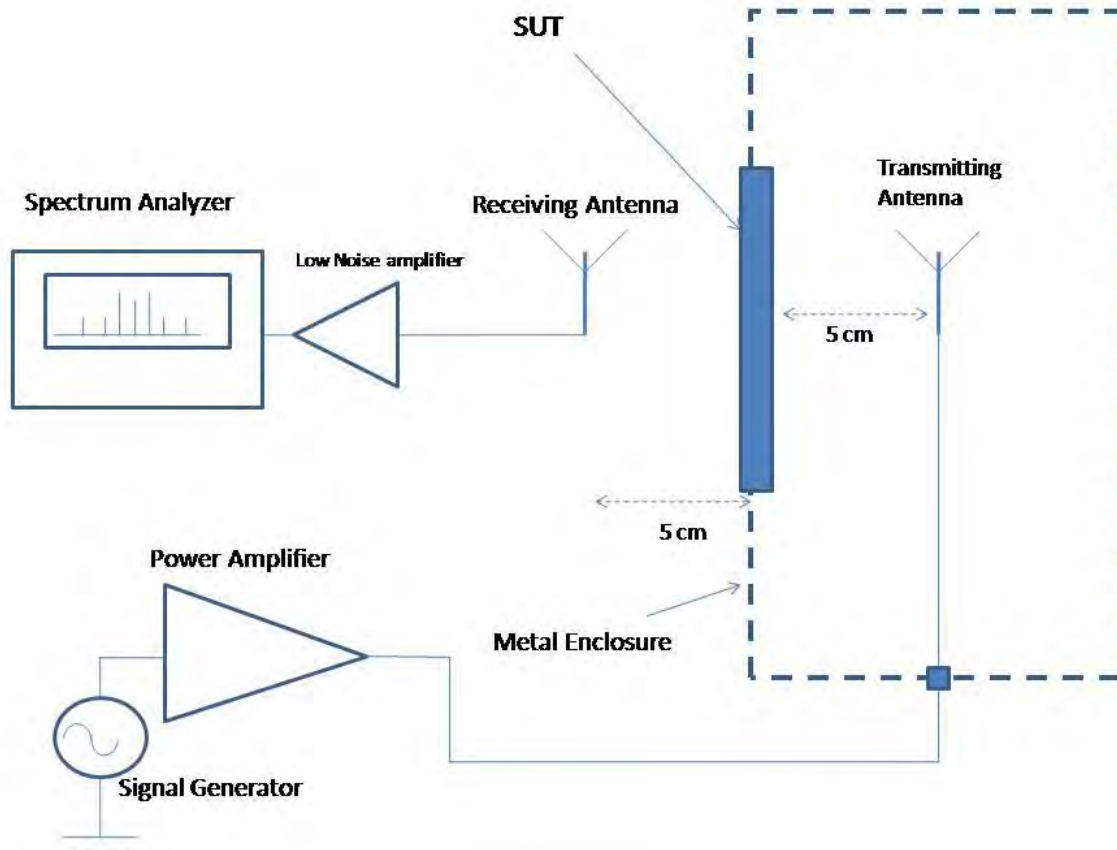 SUT
Transmitting
Antenna
Spectrum Analyzer
Receiving Antenna
Low Noise amplifier
5 cm
5 cm
Power Amplifier
Metal Enclosure
Signal Generator